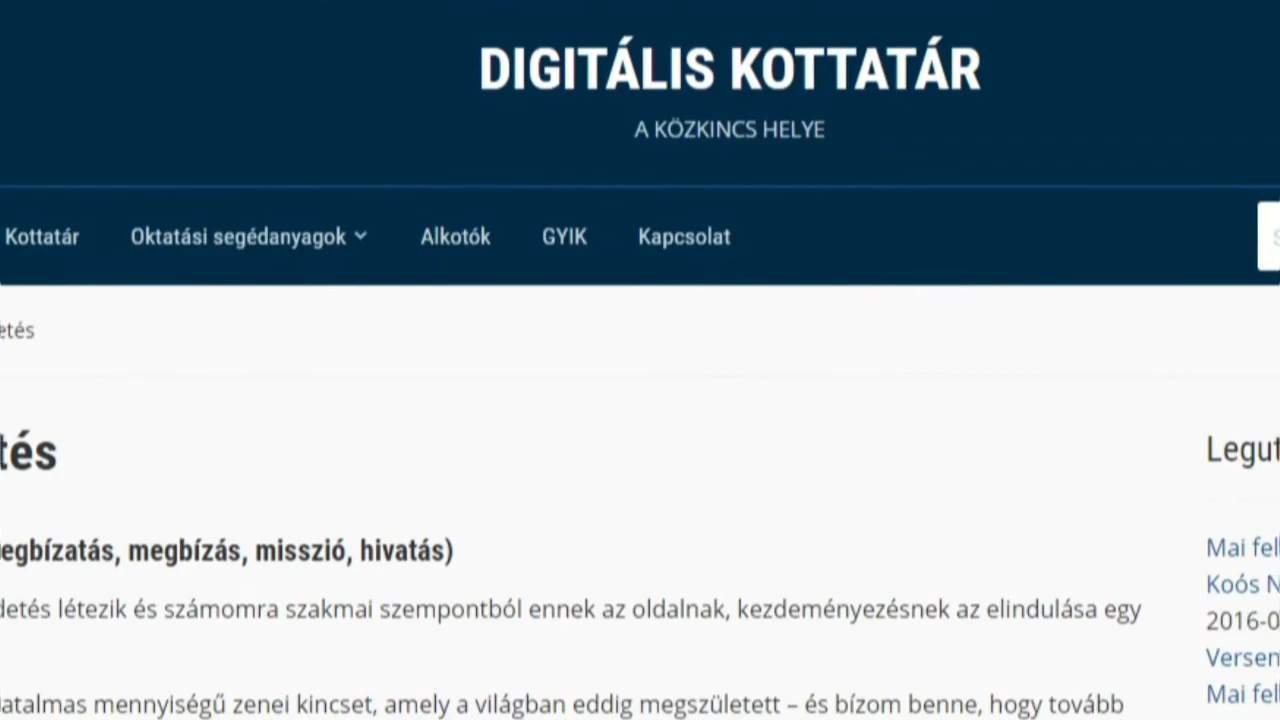 DIGITÁLIS KOTTATÁR
A KÖZKINCS HELYE
Kottatár Oktatási segédanyagok Alkotók GYIK Kapcsolat
etés
tés
Legut
egbízatás, megbízás, misszió, hivatás)
Mai fel
Koós N
detés létezik és számomra szakmai szempontból ennek az oldalnak, kezdeményezésnek az elindulása egy
2016-0
Versen
Mai fel
atalmas mennyiségű zenei kincset, amely a világban eddig megszületett – és bízom benne, hogy tovább